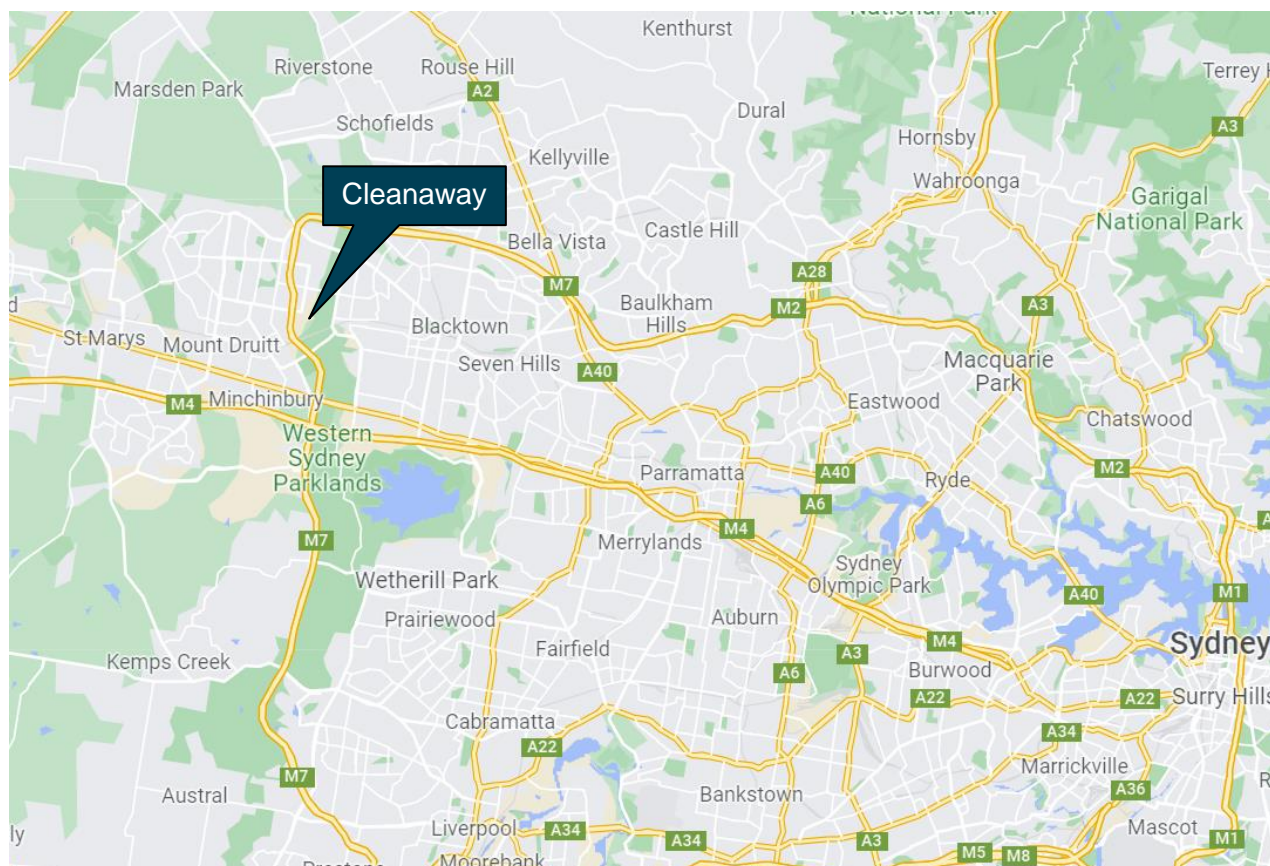 National Park
Kenthurst
Riverstone
Rouse Hill
Terrey H
Marsden Park
A2
Dural
Schofields
A3
Hornsby
Kellyville
Wahroonga
Cleanaway
Garigal
National Park
Castle Hill
Bella Vista
A28
M7
Baulkham
Hills
M2
A3
d
St Marys
Mount Druitt
Blacktown
Seven Hills
A40
Macquarie
Park
M4
Minchinbury
Eastwood
Chatswood
Western
Sydney
Parklands
Parramatta
A40
Ryde
M2
A6
A
M7
Merrylands
M4
Sydney
Olympic Park
Wetherill Park
A40
M1
Prairiewood
Auburn
Fairfield
A3
M4
Sydney
Kemps Creek
A6
Burwood
A22
A22
Surry Hills
Cabramatta
A22
A34
M7
Marrickville
Austral
Bankstown
A36
R
ly
Liverpool
A34
A34
A3
Mascot
M1
Moorebank
M5
M8